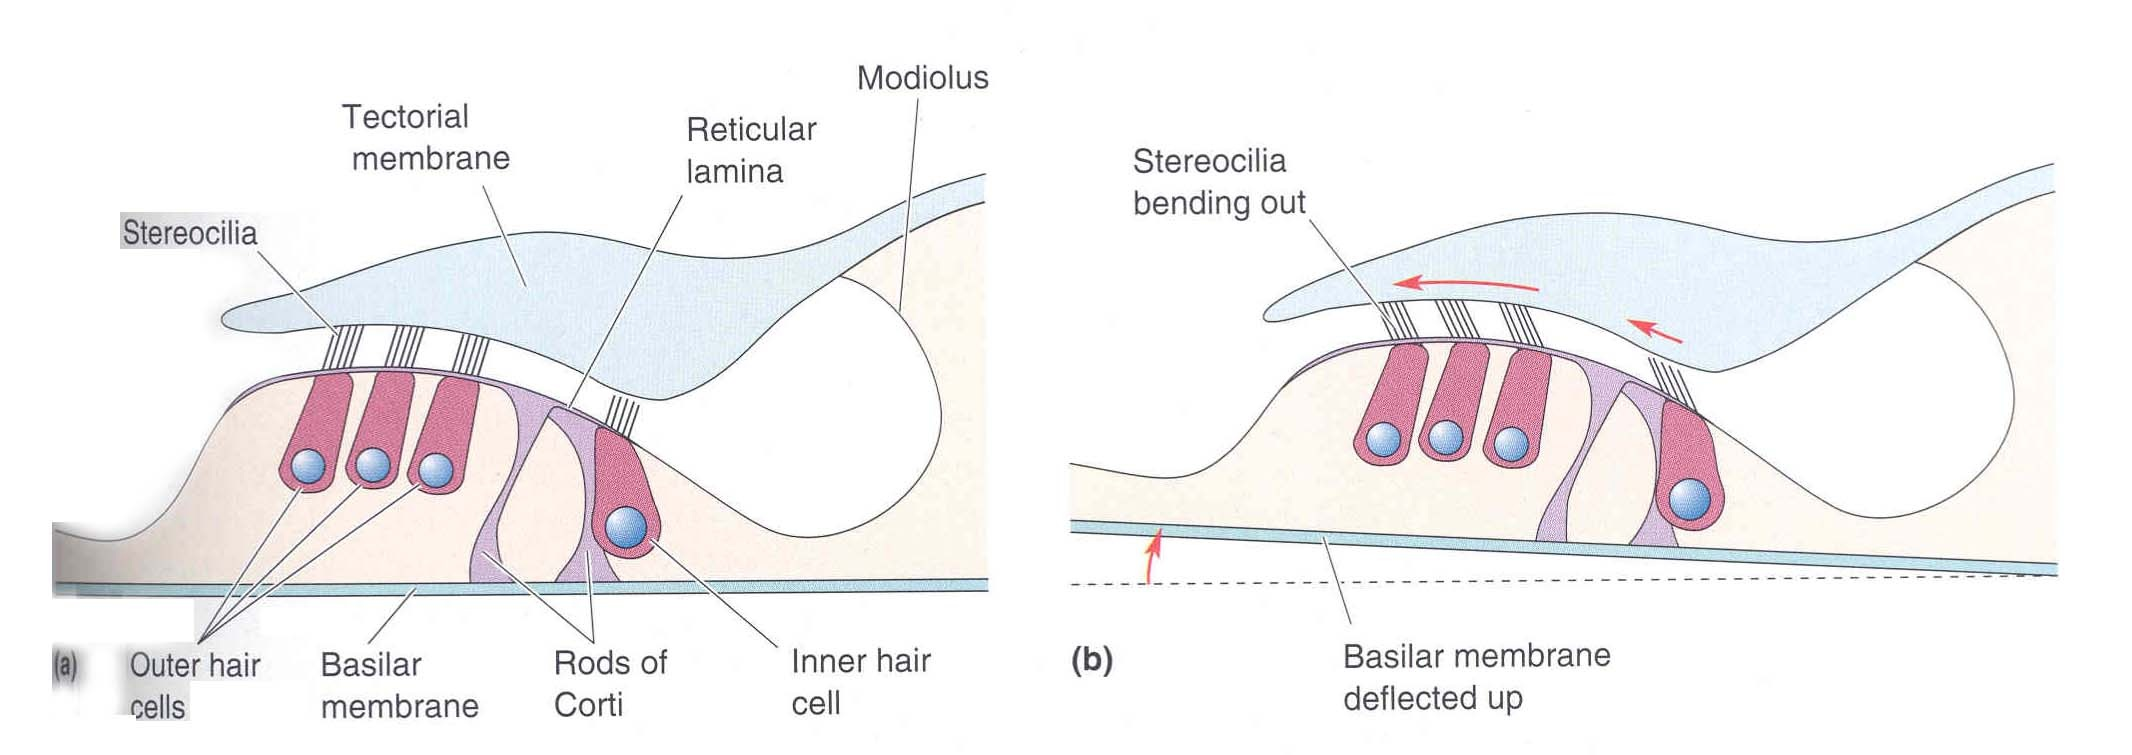 Modiolus
Tectorial
membrane
Reticular
lamina
Stereocilia
(a)
Outer hair
cells
Basilar
membrane
Rods of
Corti
Inner hair
cell
Stereocilia
bending out
(b)
Basilar membrane
deflected up